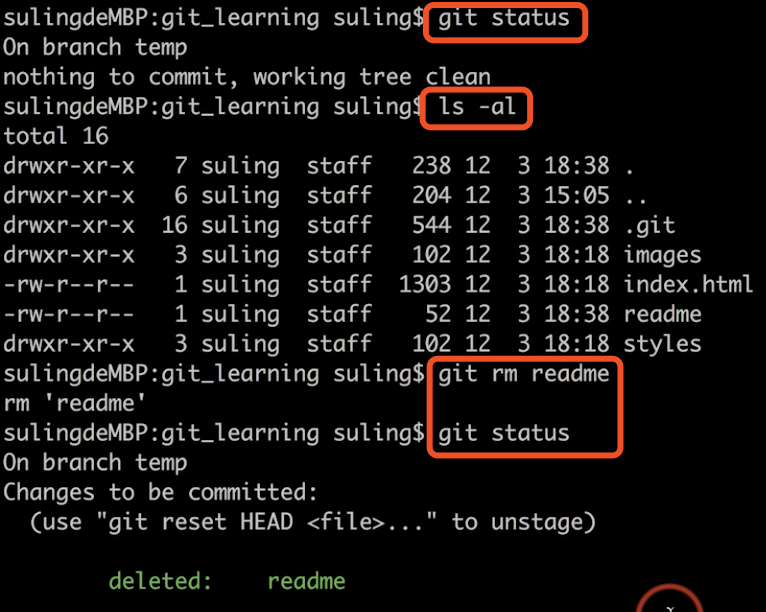 sulingdeMBP:git_learning suling$ git status
On branch temp
nothing to commit, working tree clean
sulingdeMBP:git_learning suling$ ls -al
total 16
drwxr-xr-x   7 suling  staff   238 12  3 18:38 .
drwxr-xr-x   6 suling  staff   204 12  3 15:05 ..
drwxr-xr-x  16 suling  staff   544 12  3 18:38 .git
drwxr-xr-x   3 suling  staff   102 12  3 18:18 images
-rw-r--r--   1 suling  staff  1303 12  3 18:18 index.html
-rw-r--r--   1 suling  staff    52 12  3 18:38 readme
drwxr-xr-x   3 suling  staff   102 12  3 18:18 styles
sulingdeMBP:git_learning suling$ git rm readme
rm 'readme'
sulingdeMBP:git_learning suling$ git status
On branch temp
Changes to be committed:
  (use "git reset HEAD <file>..." to unstage)
        deleted:    readme